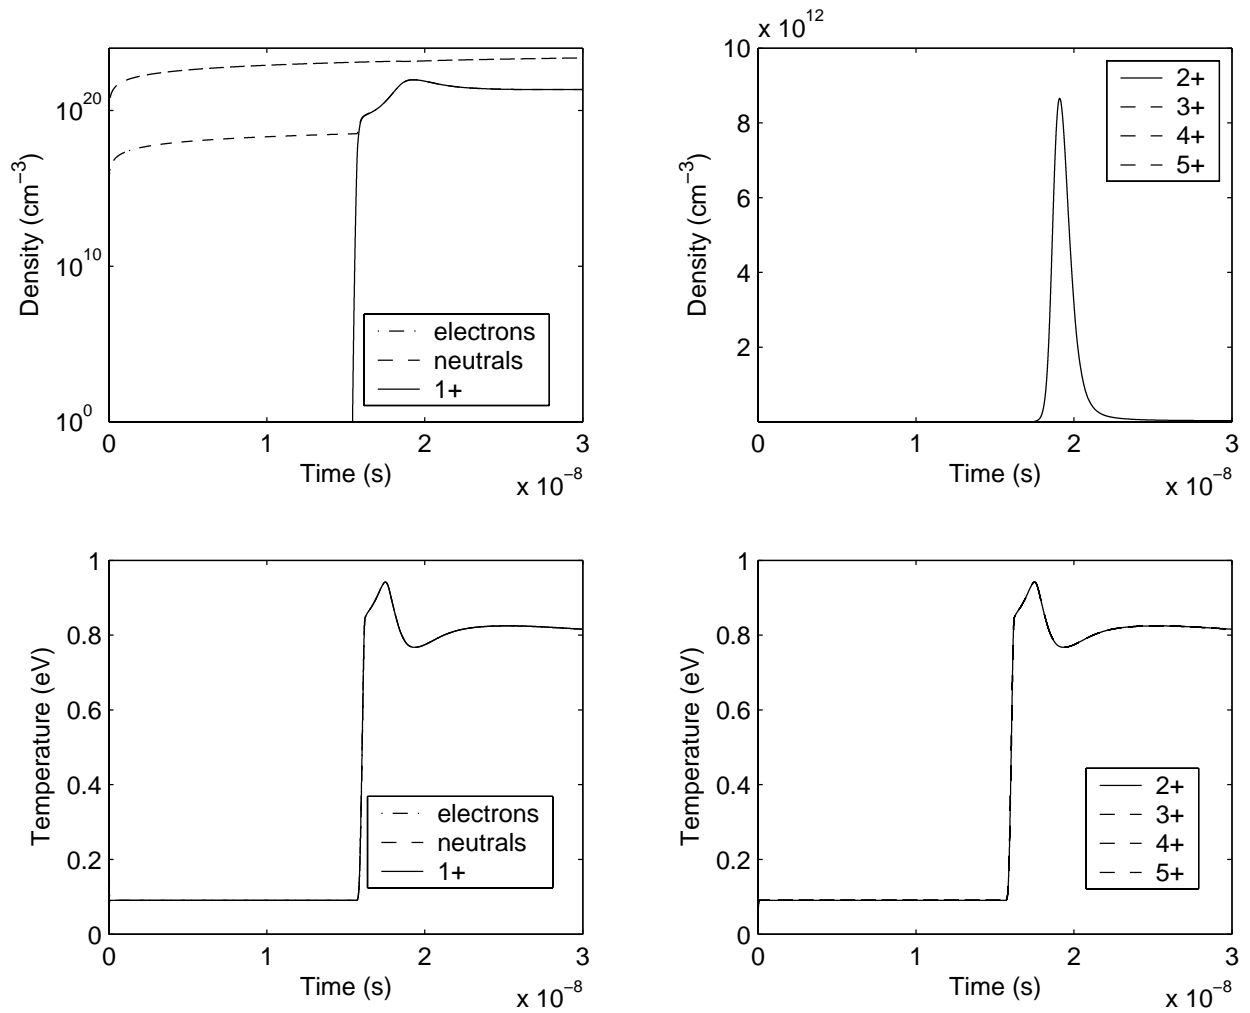 10^20
10^10
10^0
0 1 2 3
Time (s)
x 10^−8
Density (cm^−3)
electrons
neutrals
1+
x 10^12
10
8
6
4
2
0 1 2 3
Time (s)
x 10^−8
Density (cm^−3)
2+
3+
4+
5+
1
0.8
0.6
0.4
0.2
0
0 1 2 3
Time (s)
x 10^−8
Temperature (eV)
electrons
neutrals
1+
1
0.8
0.6
0.4
0.2
0
0 1 2 3
Time (s)
x 10^−8
Temperature (eV)
2+
3+
4+
5+